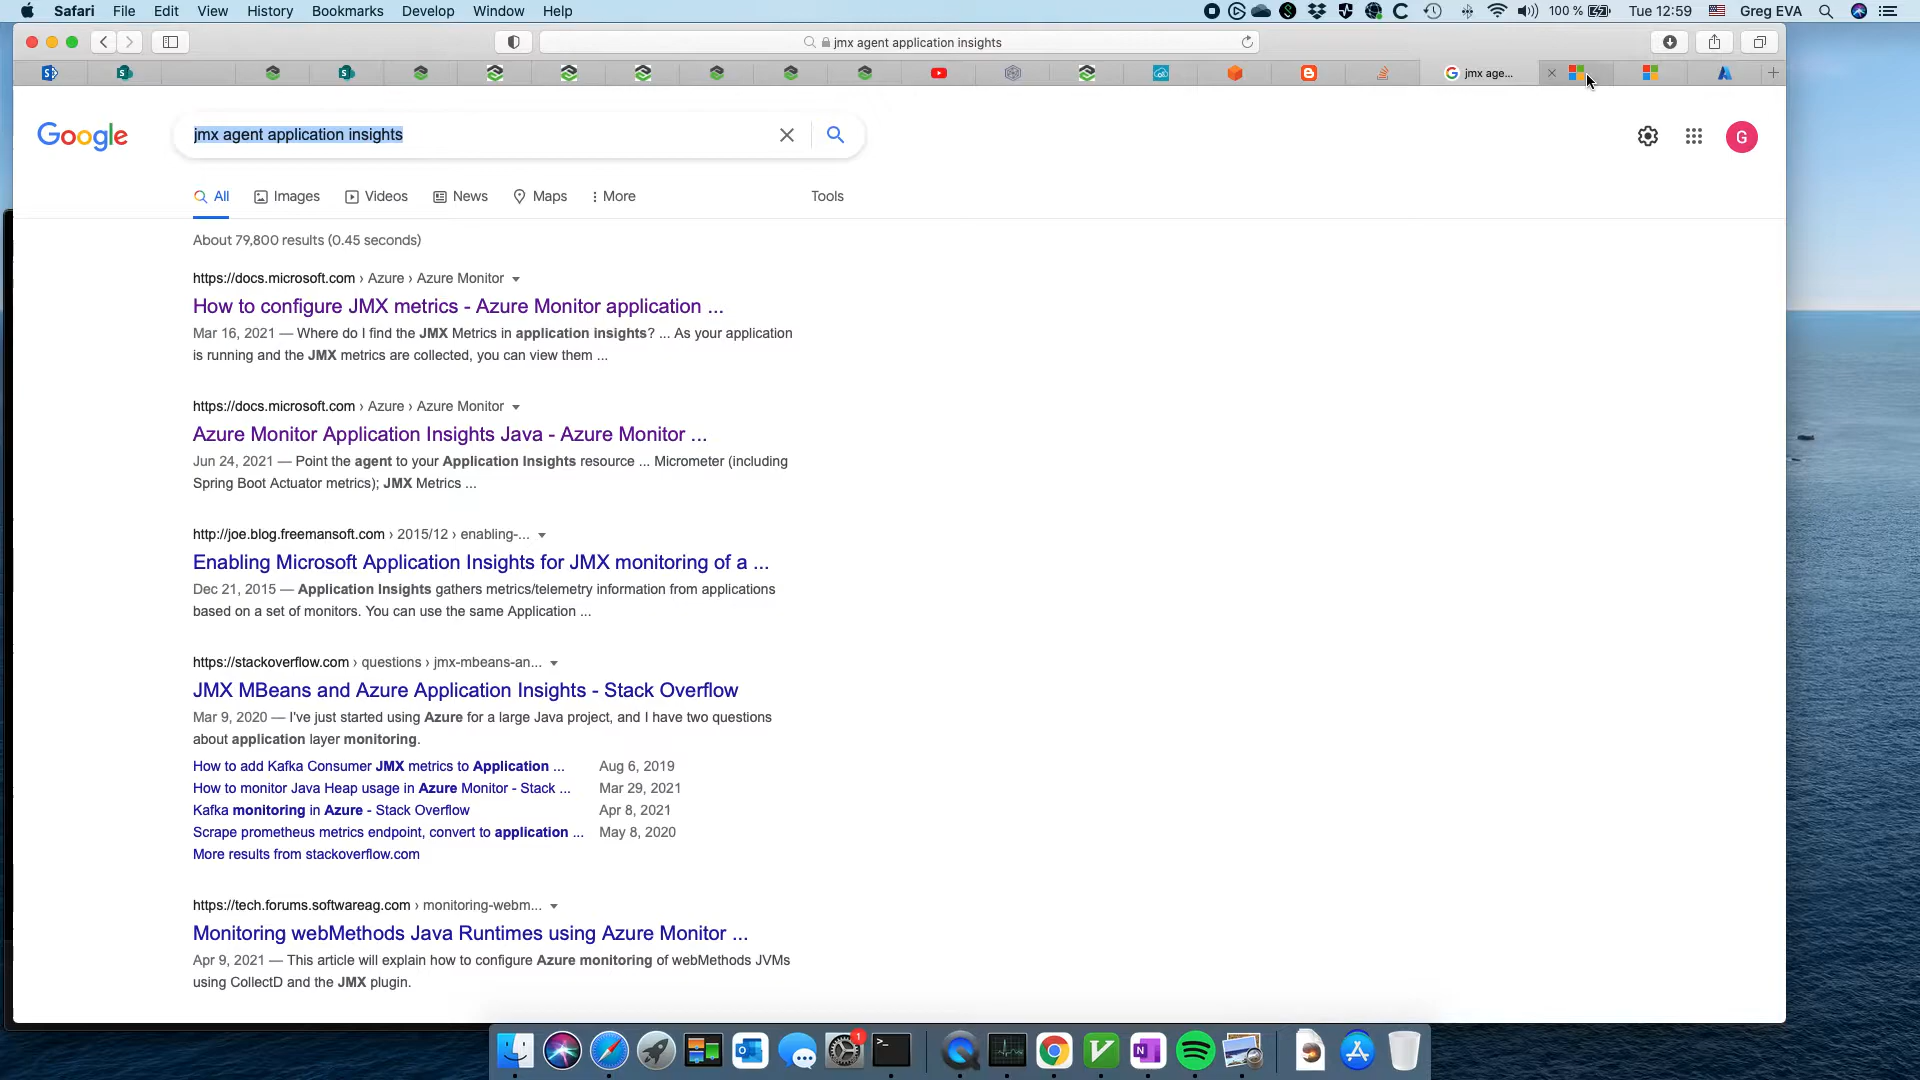 Safari File Edit View History Bookmarks Develop Window Help
100 % Tue 12:59 Greg EVA
jmx agent application insights
jmx age...
Google
jmx agent application insights
G
All Images Videos News Maps More Tools
About 79,800 results (0.45 seconds)
https://docs.microsoft.com › Azure › Azure Monitor
How to configure JMX metrics - Azure Monitor application ...
Mar 16, 2021 — Where do I find the JMX Metrics in application insights? ... As your application
is running and the JMX metrics are collected, you can view them ...
https://docs.microsoft.com › Azure › Azure Monitor
Azure Monitor Application Insights Java - Azure Monitor ...
Jun 24, 2021 — Point the agent to your Application Insights resource ... Micrometer (including
Spring Boot Actuator metrics); JMX Metrics ...
http://joe.blog.freemansoft.com › 2015/12 › enabling-...
Enabling Microsoft Application Insights for JMX monitoring of a ...
Dec 21, 2015 — Application Insights gathers metrics/telemetry information from applications
based on a set of monitors. You can use the same Application ...
https://stackoverflow.com › questions › jmx-mbeans-an...
JMX MBeans and Azure Application Insights - Stack Overflow
Mar 9, 2020 — I've just started using Azure for a large Java project, and I have two questions
about application layer monitoring.
How to add Kafka Consumer JMX metrics to Application ... Aug 6, 2019
How to monitor Java Heap usage in Azure Monitor - Stack ... Mar 29, 2021
Kafka monitoring in Azure - Stack Overflow Apr 8, 2021
Scrape prometheus metrics endpoint, convert to application ... May 8, 2020
More results from stackoverflow.com
https://tech.forums.softwareag.com › monitoring-webm...
Monitoring webMethods Java Runtimes using Azure Monitor ...
Apr 9, 2021 — This article will explain how to configure Azure monitoring of webMethods JVMs
using CollectD and the JMX plugin.
1